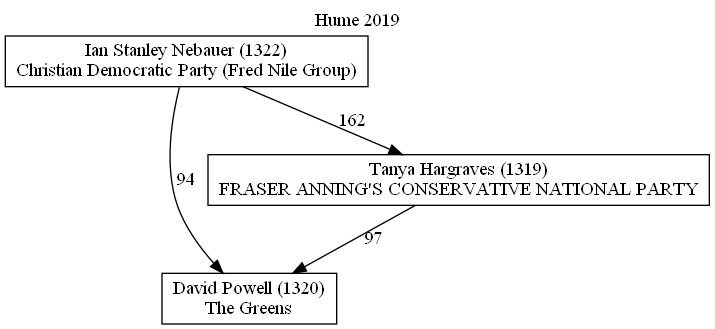 Hume 2019
Ian Stanley Nebauer (1322)
Christian Democratic Party (Fred Nile Group)
162
94
Tanya Hargraves (1319)
FRASER ANNING'S CONSERVATIVE NATIONAL PARTY
97
David Powell (1320)
The Greens